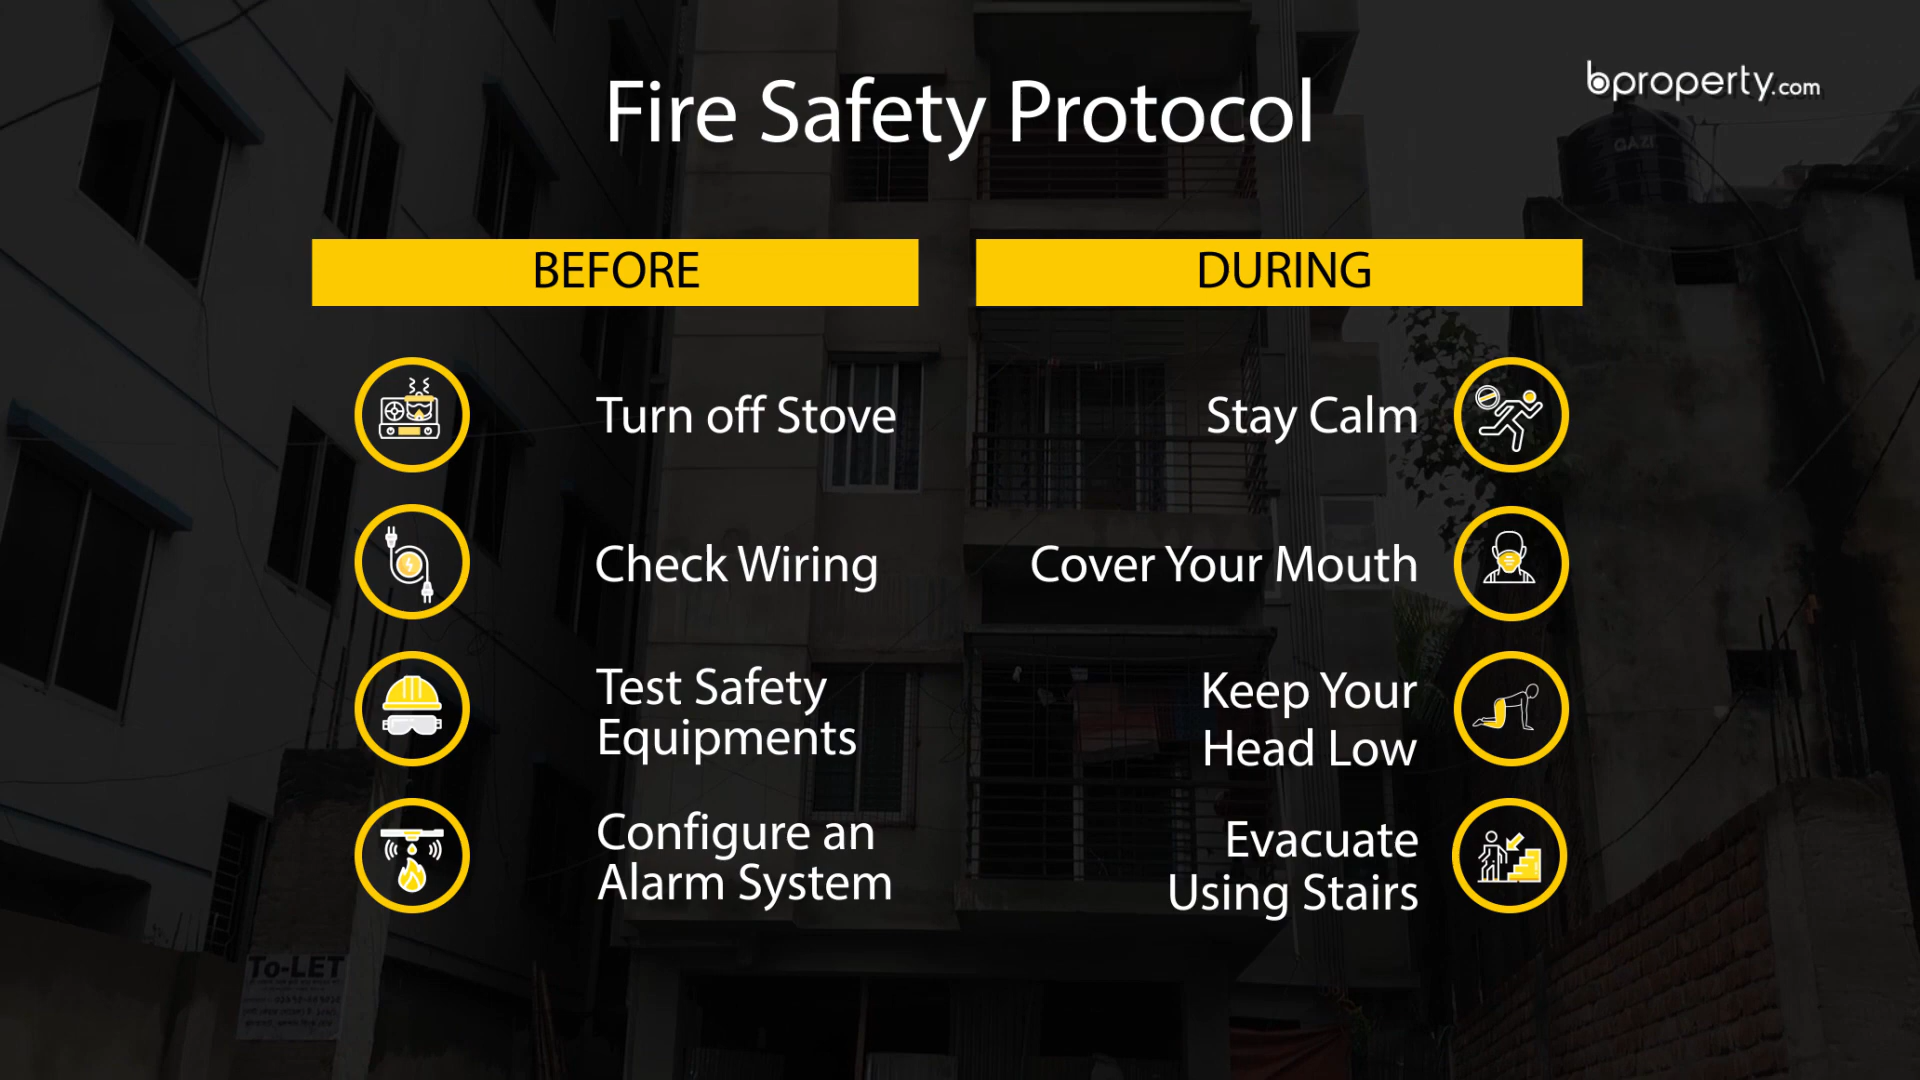 bproperty.com
Fire Safety Protocol
BEFORE
Turn off Stove
Check Wiring
Test Safety
Equipments
Configure an
Alarm System
DURING
Stay Calm
Cover Your Mouth
Keep Your
Head Low
Evacuate
Using Stairs
GAZI
To-LET